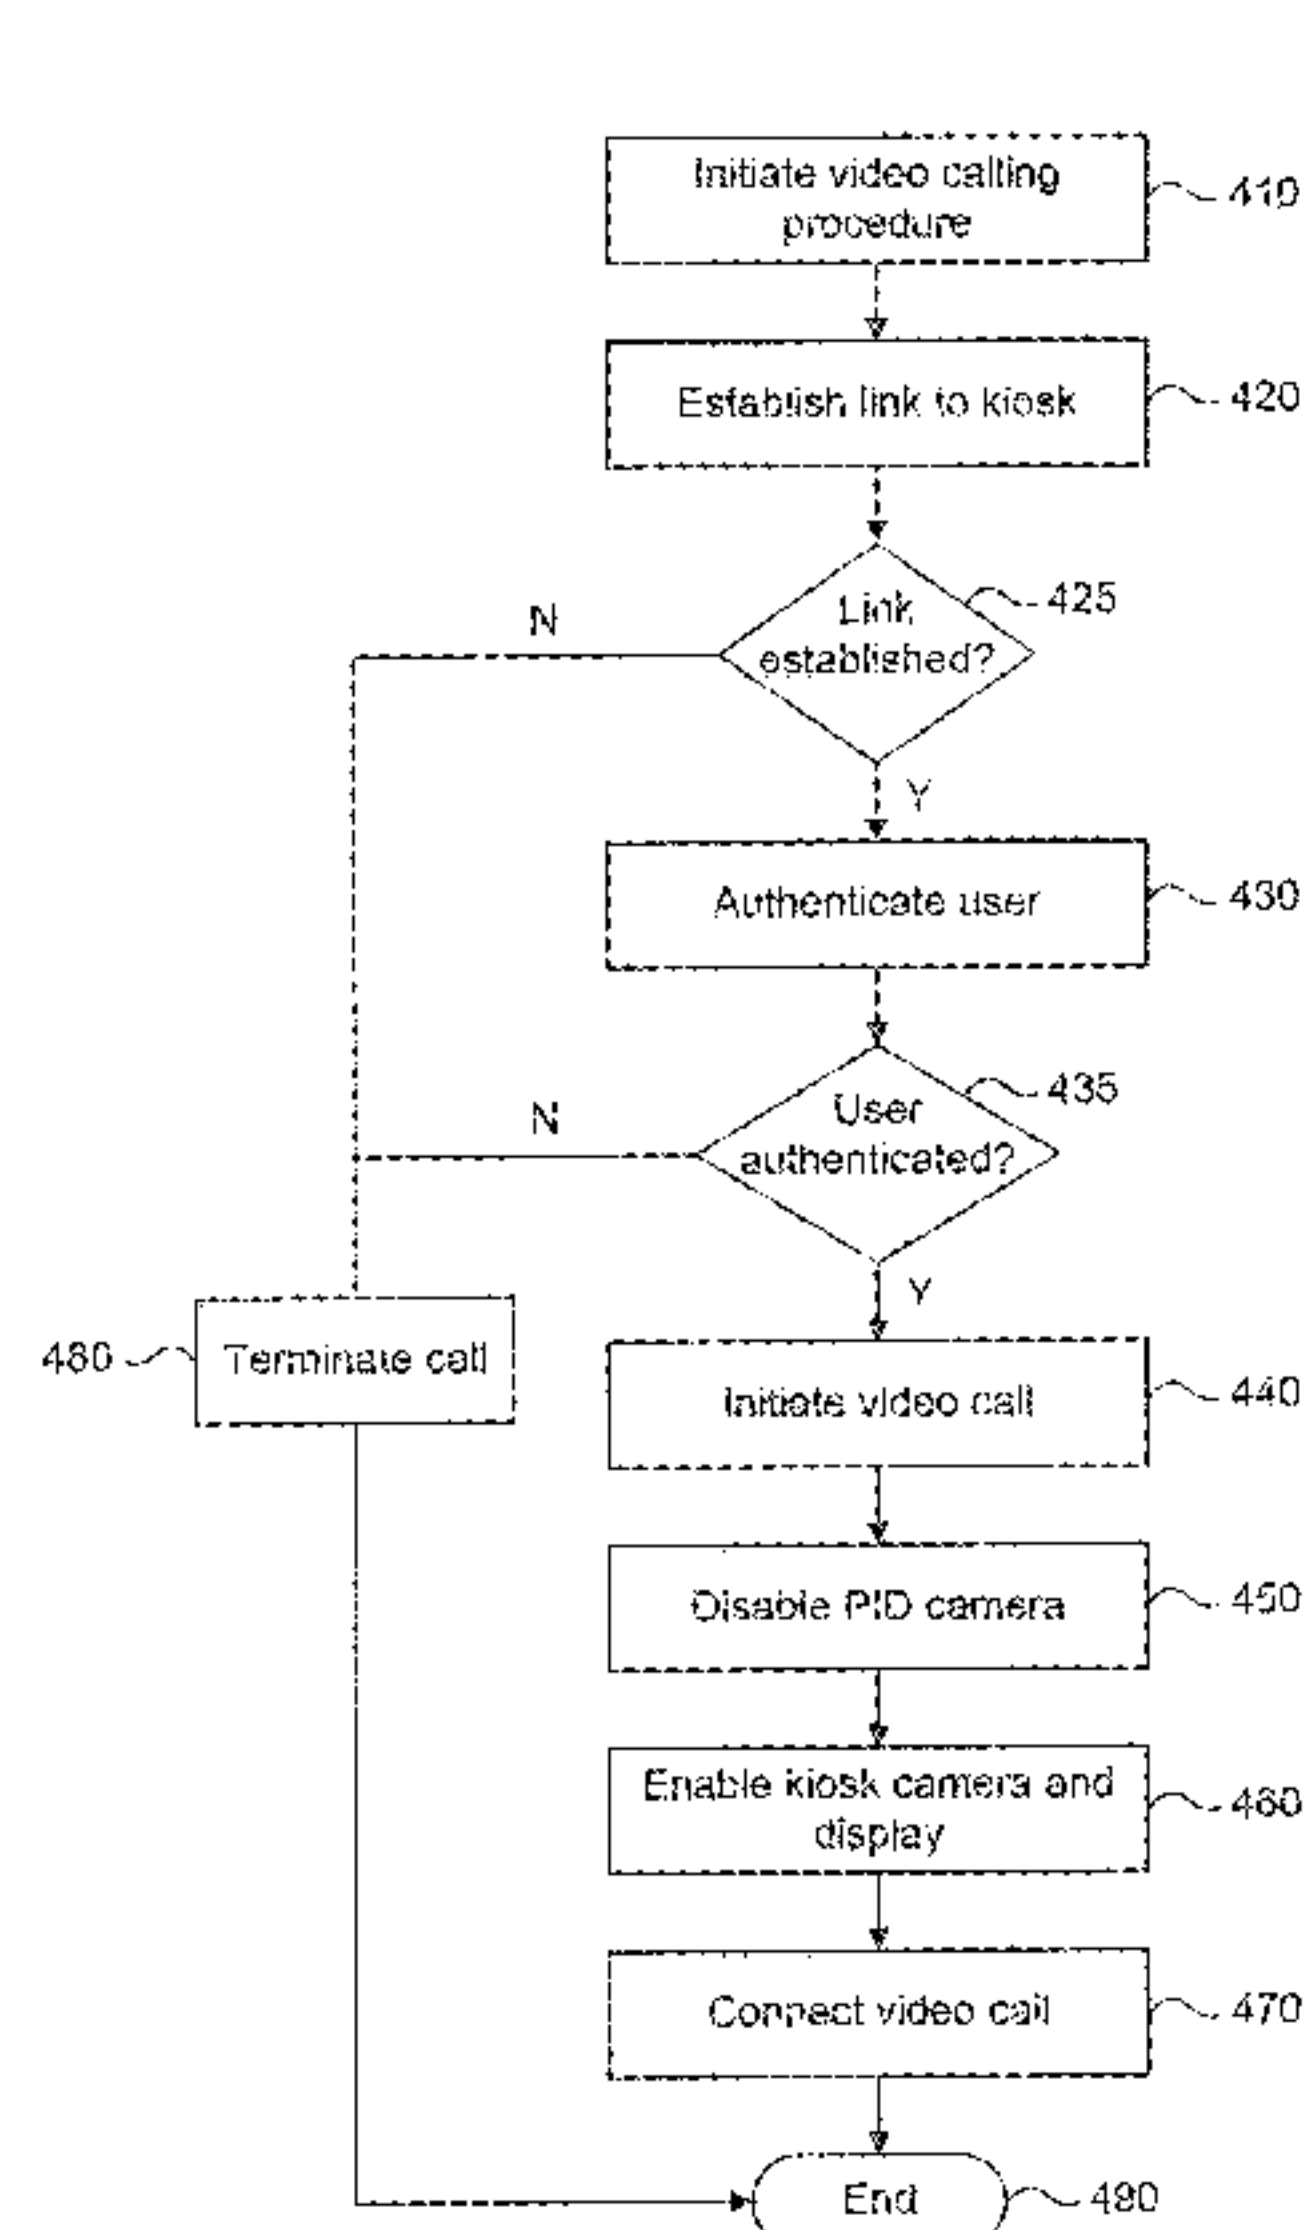 Initiate video calling
procedure
410
Establish link to kiosk
420
Link
established?
425
N
Y
Authenticate user
430
User
authenticated?
435
N
Y
Terminate call
480
Initiate video call
440
Disable PID camera
450
Enable kiosk camera and
display
460
Connect video call
470
End
490